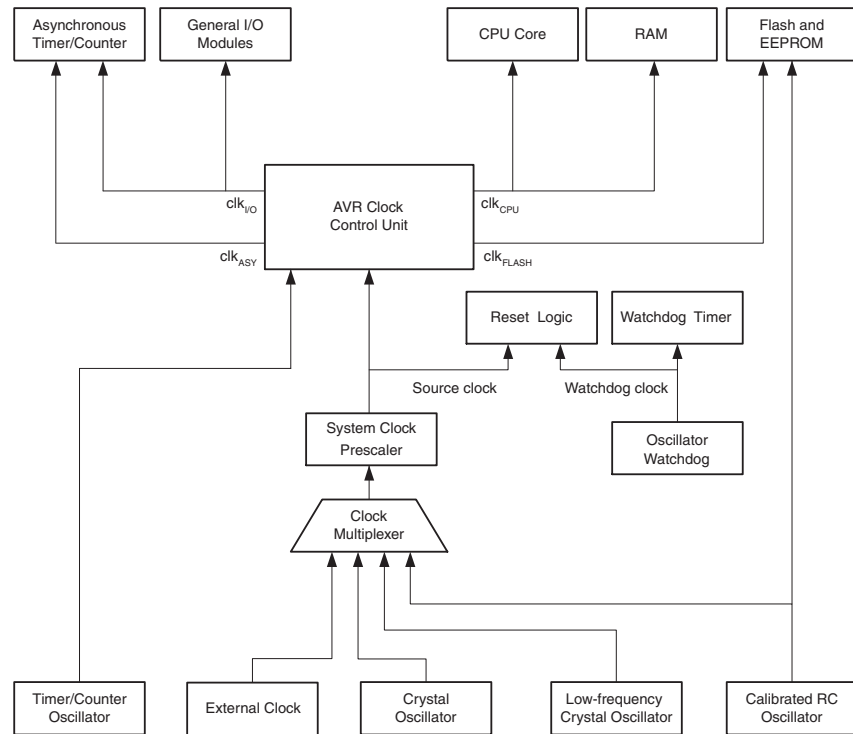 Asynchronous
Timer/Counter
General I/O
Modules
CPU Core
RAM
Flash and
EEPROM
clkI/O
AVR Clock
Control Unit
clkCPU
clkASY
clkFLASH
Reset Logic
Watchdog Timer
Source clock
Watchdog clock
System Clock
Prescaler
Oscillator
Watchdog
Clock
Multiplexer
Timer/Counter
Oscillator
External Clock
Crystal
Oscillator
Low-frequency
Crystal Oscillator
Calibrated RC
Oscillator